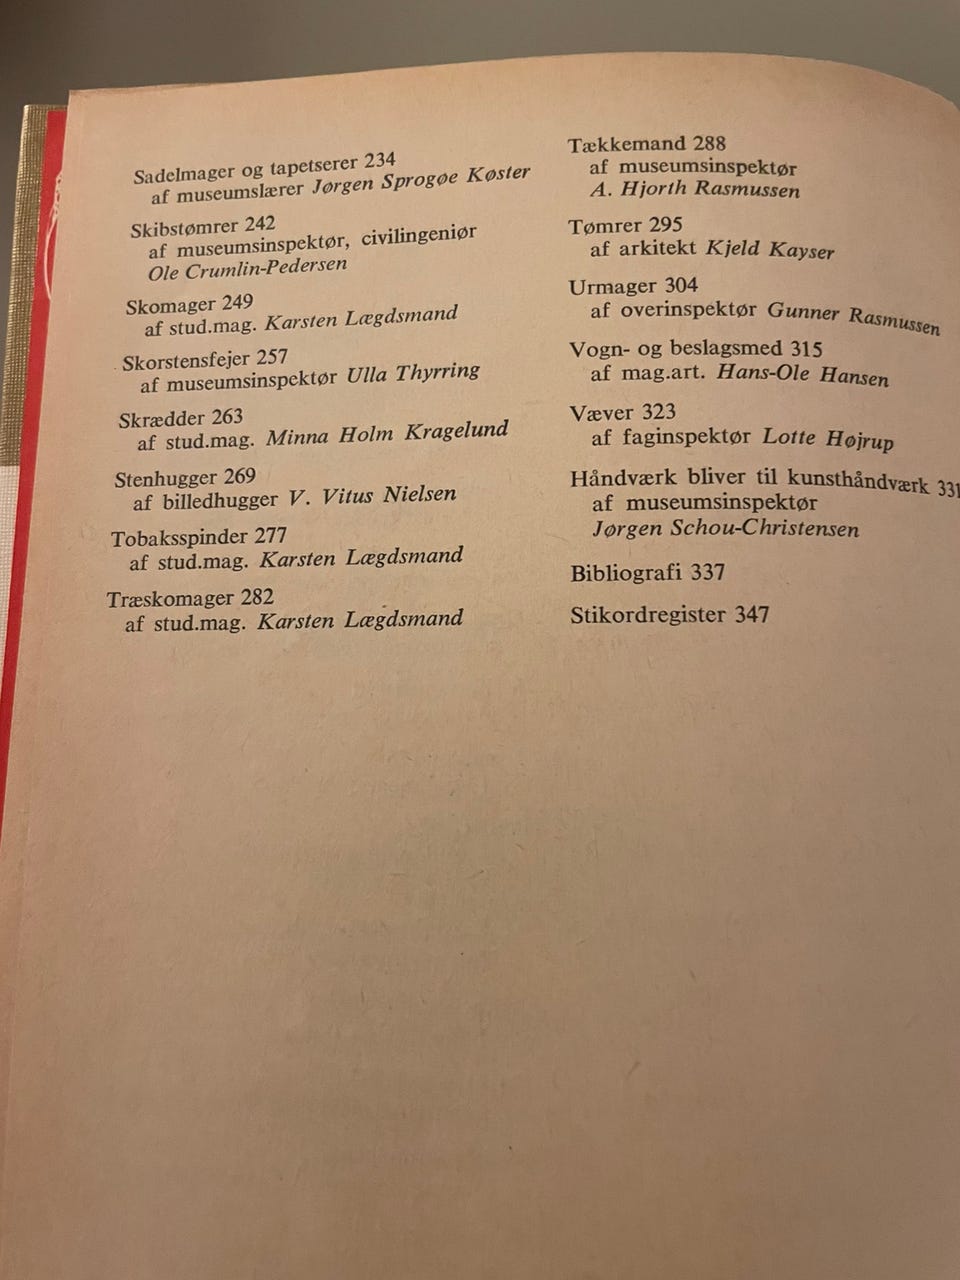 Sadelmager og tapetserer 234
af museumslærer Jørgen Sprogøe Køster
Skibstømrer 242
af museumsinspektør, civilingeniør
Ole Crumlin-Pedersen
Skomager 249
af stud.mag. Karsten Lægdsmand
Skorstensfejer 257
af museumsinspektør Ulla Thyrring
Skrædder 263
af stud.mag. Minna Holm Kragelund
Stenhugger 269
af billedhugger V. Vitus Nielsen
Tobaksspinder 277
af stud.mag. Karsten Lægdsmand
Træskomager 282
af stud.mag. Karsten Lægdsmand
Tækkemand 288
af museumsinspektør
A. Hjorth Rasmussen
Tømrer 295
af arkitekt Kjeld Kayser
Urmager 304
af overinspektør Gunner Rasmussen
Vogn- og beslagsmed 315
af mag.art. Hans-Ole Hansen
Væver 323
af faginspektør Lotte Højrup
Håndværk bliver til kunsthåndværk 331
af museumsinspektør
Jørgen Schou-Christensen
Bibliografi 337
Stikordregister 347